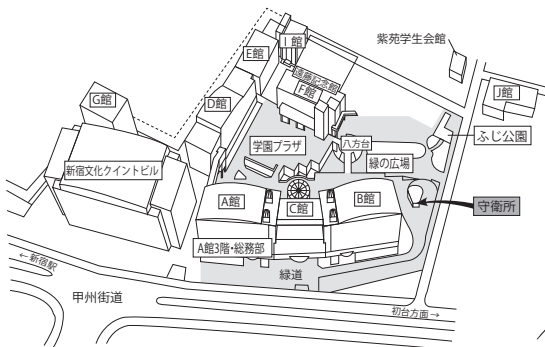 Ⅰ館
E館
紫苑学生会館
遠藤記念館
F館
J館
G館
D館
ふじ公園
学園プラザ
八方台
緑の広場
新宿文化クイントビル
A館
C館
B館
守衛所
A館3階・総務部
←新宿駅
緑道
甲州街道
初台方面→